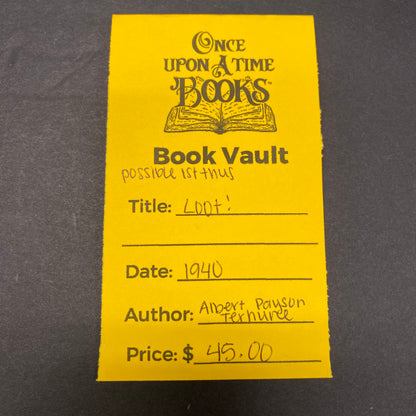 ONCE
UPON A TIME
BOOKS
Book Vault
possible 1st thus
Title: Loot!
Date: 1940
Author: Albert Payson
Terhune
Price: $ 45.00